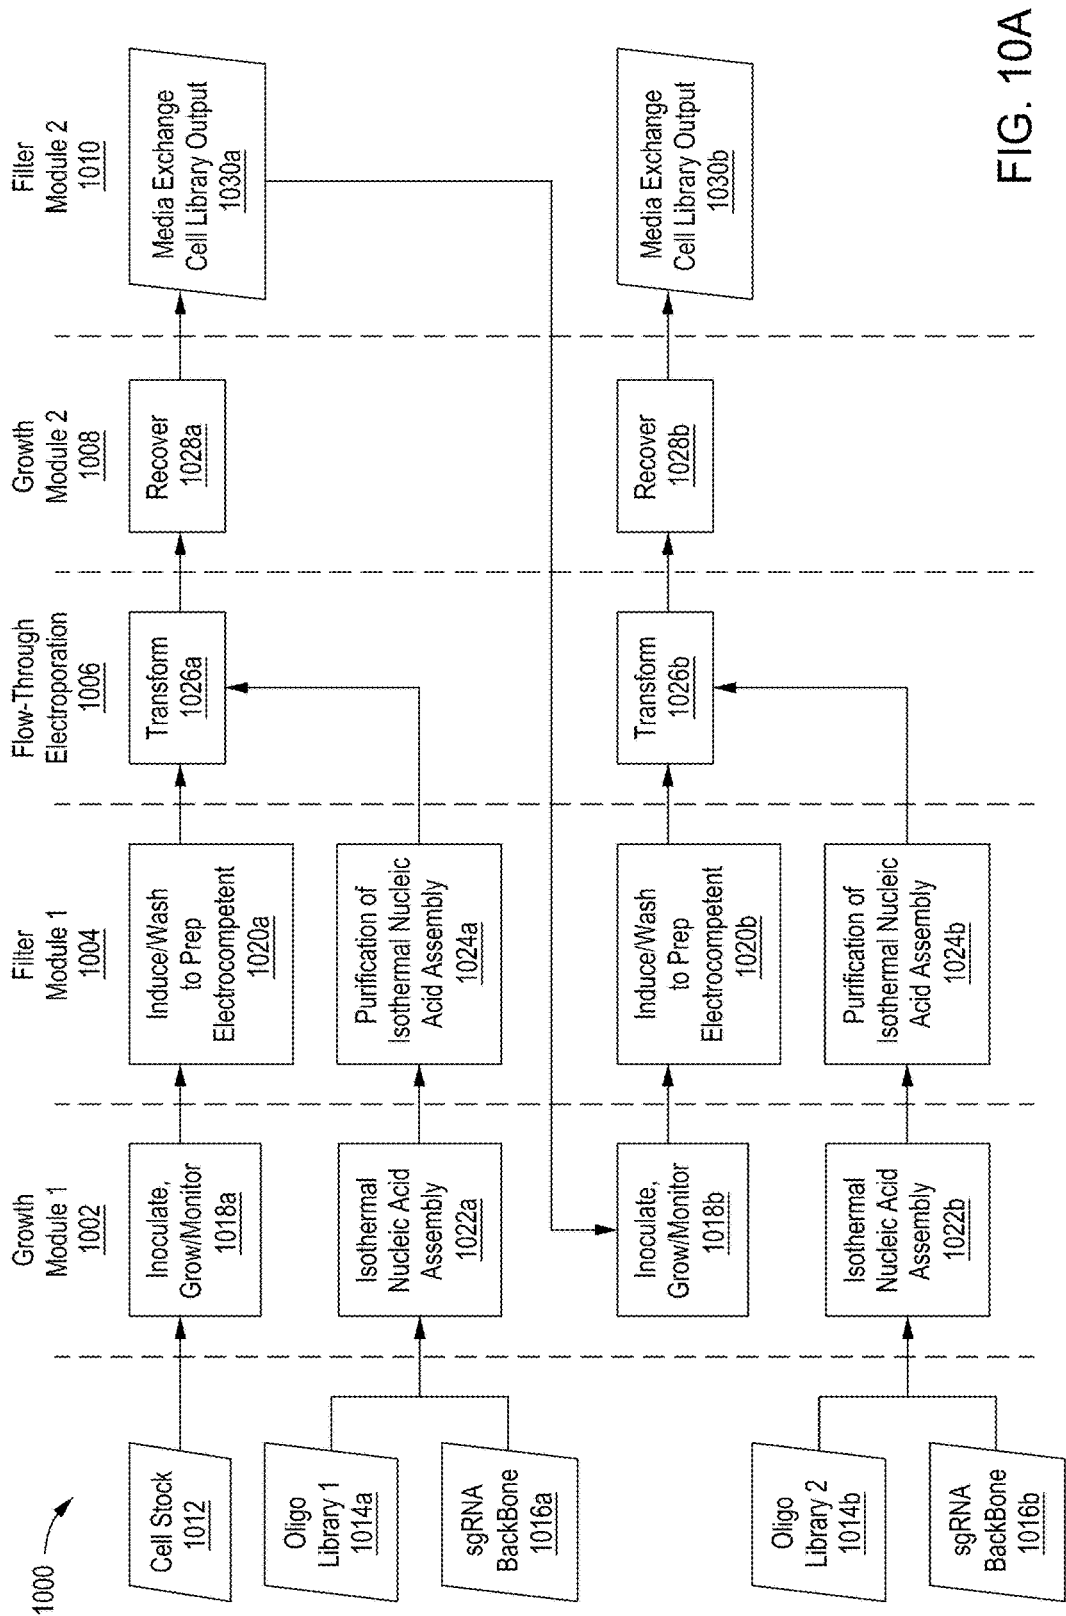 1000
Growth
Module 1
1002
Filter
Module 1
1004
Flow-Through
Electroporation
1006
Growth
Module 2
1008
Filter
Module 2
1010
Cell Stock
1012
Inoculate,
Grow/Monitor
1018a
Induce/Wash
to Prep
Electrocompetent
1020a
Transform
1026a
Recover
1028a
Media Exchange
Cell Library Output
1030a
Oligo
Library 1
1014a
sgRNA
BackBone
1016a
Isothermal
Nucleic Acid
Assembly
1022a
Purification of
Isothermal Nucleic
Acid Assembly
1024a
Inoculate,
Grow/Monitor
1018b
Induce/Wash
to Prep
Electrocompetent
1020b
Transform
1026b
Recover
1028b
Media Exchange
Cell Library Output
1030b
Oligo
Library 2
1014b
sgRNA
BackBone
1016b
Isothermal
Nucleic Acid
Assembly
1022b
Purification of
Isothermal Nucleic
Acid Assembly
1024b
FIG. 10A